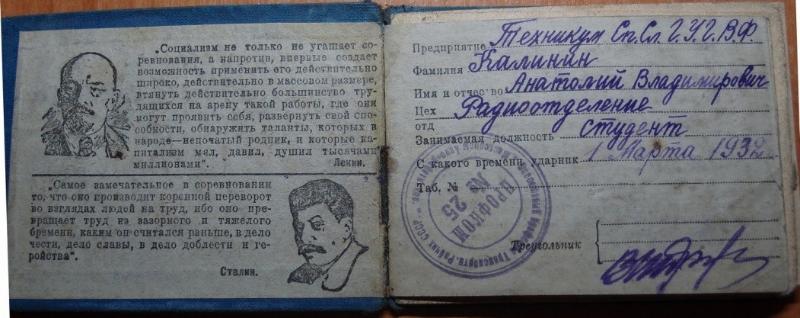 „Социализм не только не угашает со-
ревнования, а напротив, впервые создает
возможность применить его действительно
широко, действительно в массовом размере,
втянуть действительно большинство тру-
дящихся на арену такой работы, где они
могут проявить себя, развернуть свои спо-
собности, обнаружить таланты, которых в
народе—непочатый родник, и которые ка-
питализм мял, давил, душил тысячами
миллионами".
Ленин.
„Самое замечательное в соревновании
то, что оно производит коренной переворот
во взглядах людей на труд, ибо оно пре-
вращает труд из зазорного и тяжелого
бремени, каким он считался раньше, в дело
чести, дело славы, в дело доблести и ге-
ройства".
Сталин.
Предприятие Техникум Сп. Сл. Г.У.Г.В.Ф.
Фамилия Калинин
Имя и отчество Анатолий Владимирович
Цех Радиоотделение
отд
Занимаемая должность студент
С какого времени ударник 1 Марта 1932
Таб. №
ПРОФКОМ
№ 25
Треугольник